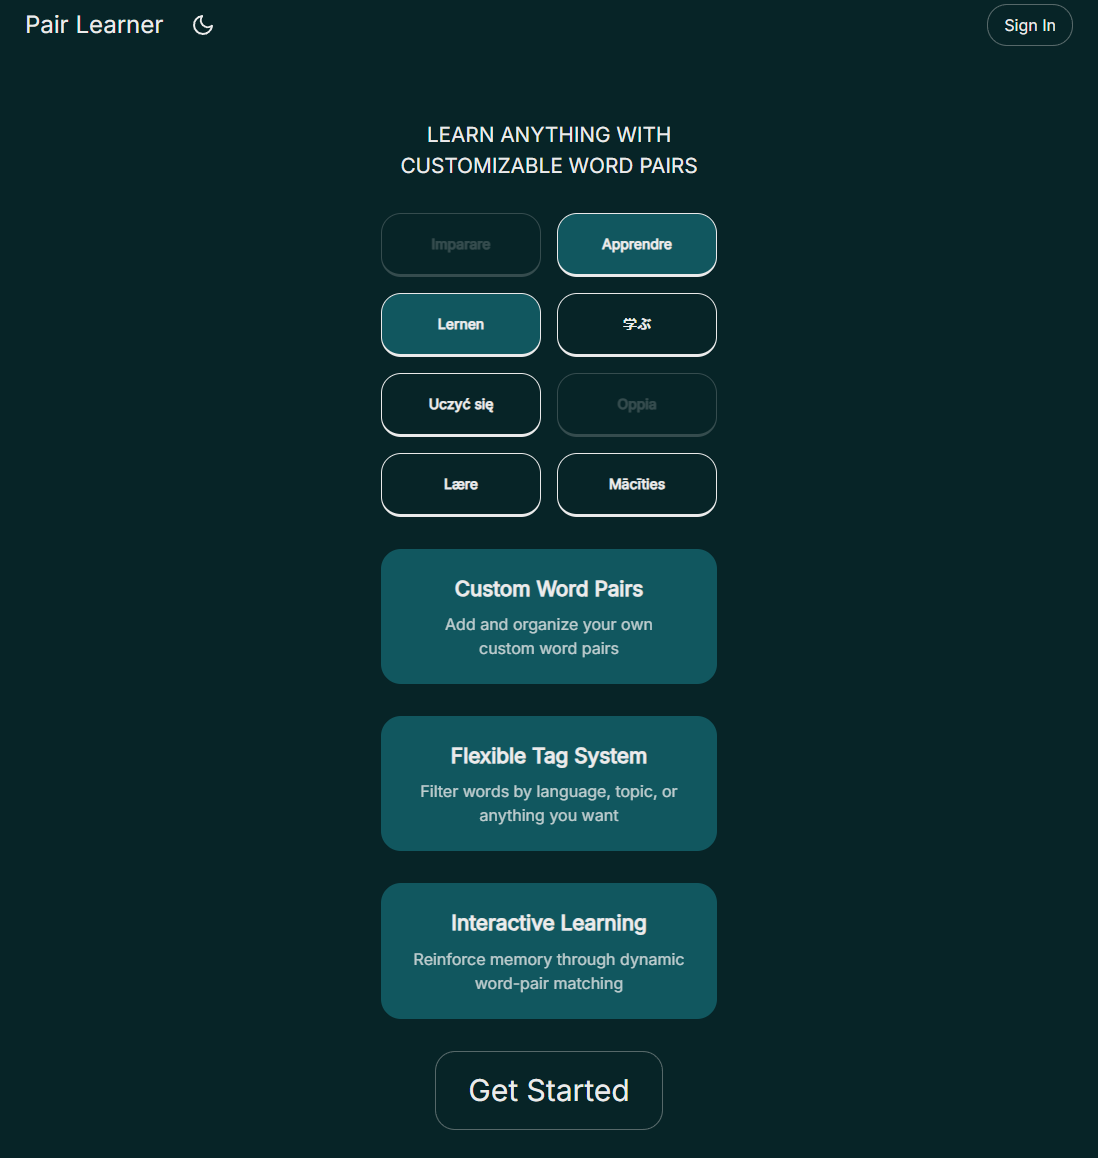 Pair Learner
Sign In
LEARN ANYTHING WITH
CUSTOMIZABLE WORD PAIRS
Imparare
Apprendre
Lernen
学ぶ
Uczyć się
Oppia
Lære
Mācīties
Custom Word Pairs
Add and organize your own
custom word pairs
Flexible Tag System
Filter words by language, topic, or
anything you want
Interactive Learning
Reinforce memory through dynamic
word-pair matching
Get Started